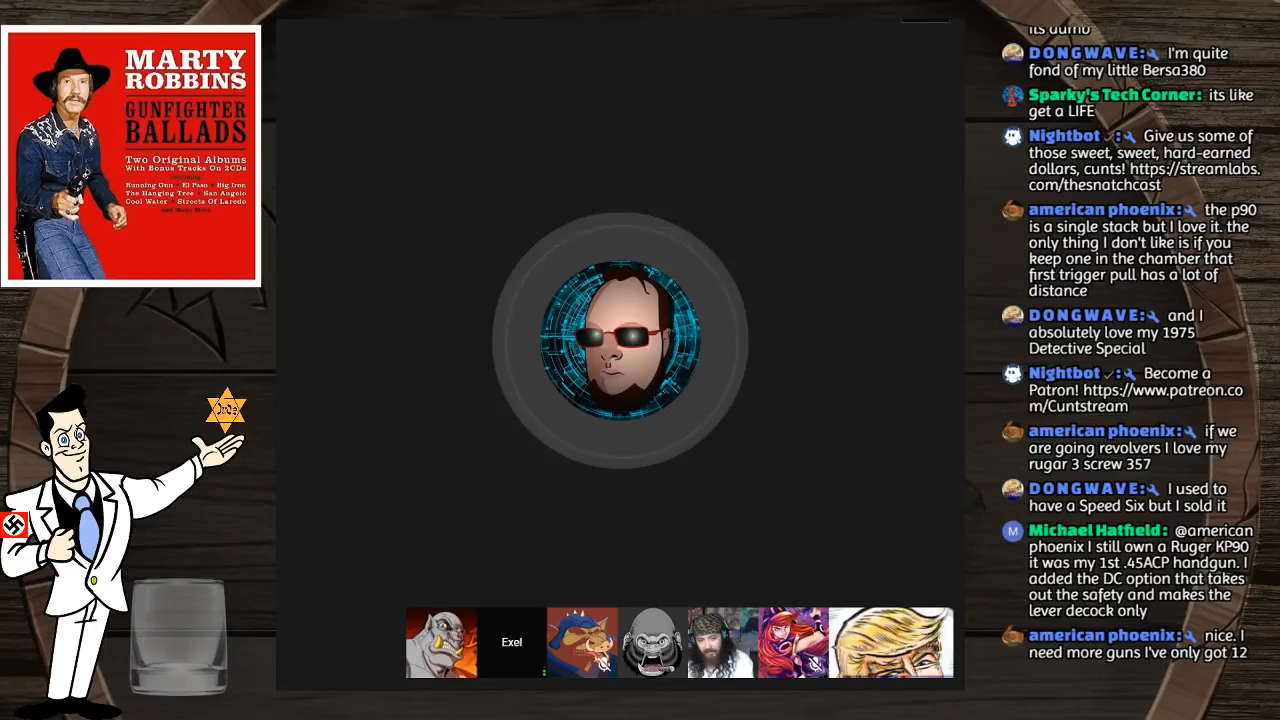 MARTY
ROBBINS
GUNFIGHTER
BALLADS
Two Original Albums
With Bonus Tracks On 2CDs
Running Gun · El Paso · Big Iron
The Hanging Tree · San Angelo
Cool Water · Streets Of Laredo
and Many More
Jude
Exel
its dumb
DONGWAVE: I'm quite
fond of my little Bersa380
Sparky's Tech Corner: its like
get a LIFE
Nightbot ✓: Give us some of
those sweet, sweet, hard-earned
dollars, cunts! https://streamlabs.
com/thesnatchcast
american phoenix: the p90
is a single stack but I love it. the
only thing I don't like is if you
keep one in the chamber that
first trigger pull has a lot of
distance
DONGWAVE: and I
absolutely love my 1975
Detective Special
Nightbot ✓: Become a
Patron! https://www.patreon.co
m/Cuntstream
american phoenix: if we
are going revolvers I love my
rugar 3 screw 357
DONGWAVE: I used to
have a Speed Six but I sold it
M Michael Hatfield: @american
phoenix I still own a Ruger KP90
it was my 1st .45ACP handgun. I
added the DC option that takes
out the safety and makes the
lever decock only
american phoenix: nice. I
need more guns I've only got 12